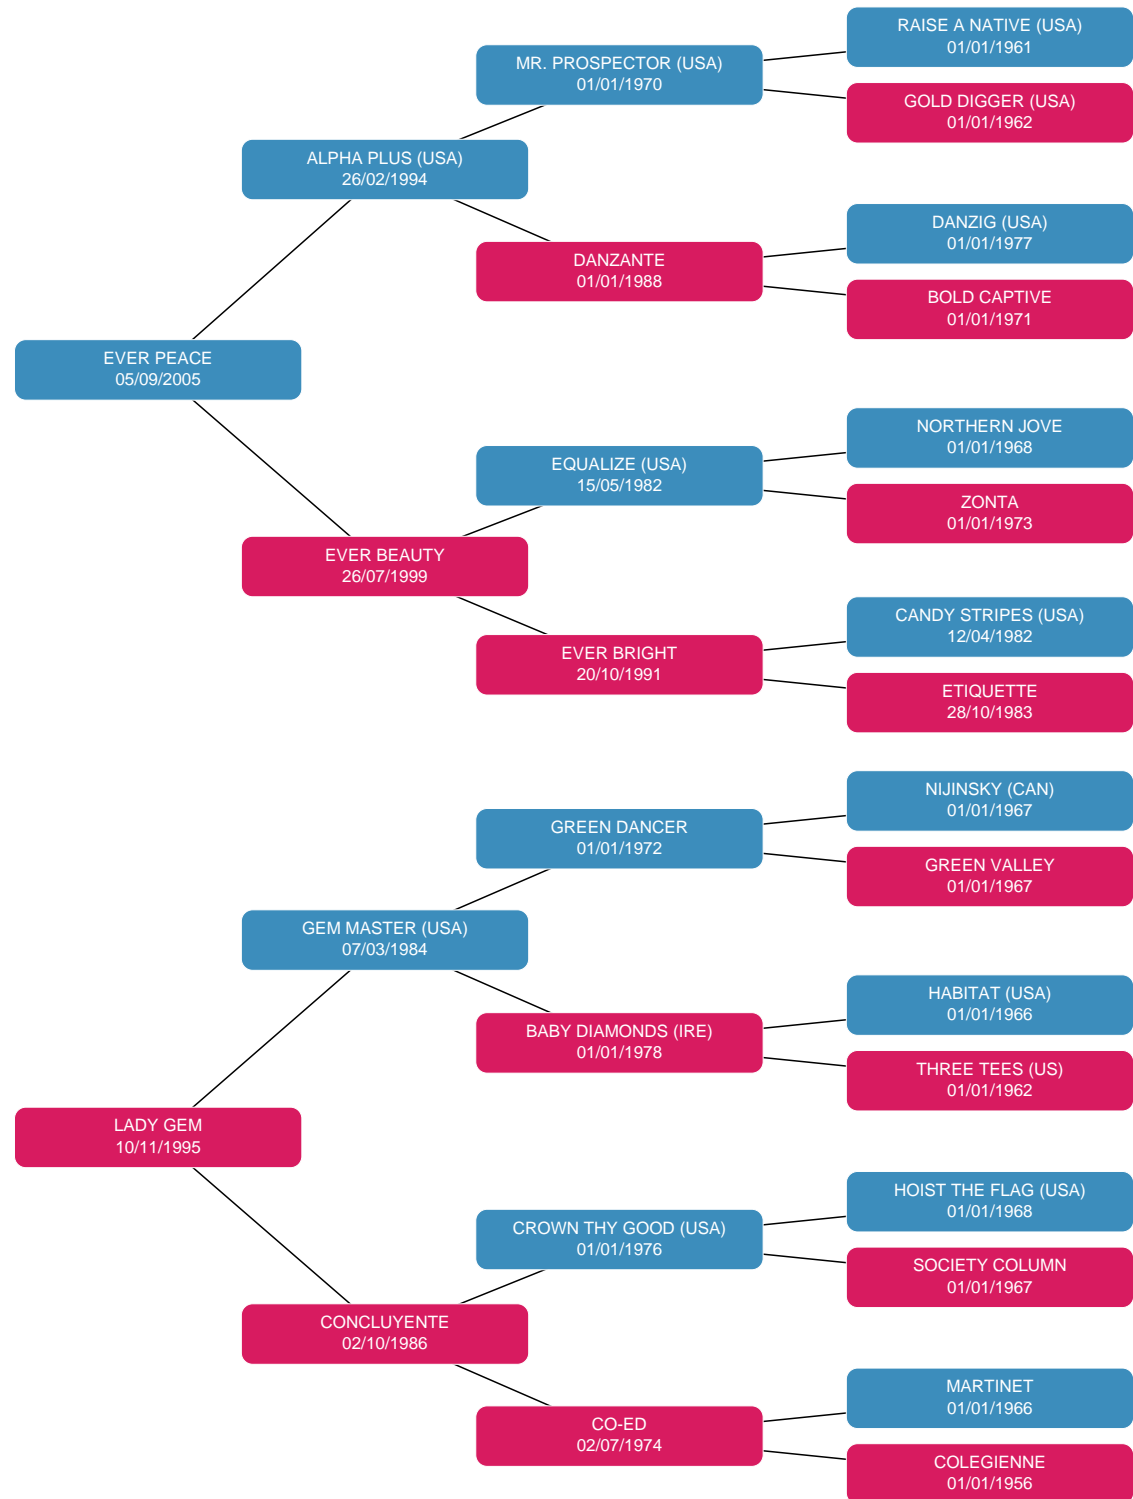 RAISE A NATIVE (USA)
01/01/1961
MR. PROSPECTOR (USA)
01/01/1970
GOLD DIGGER (USA)
01/01/1962
ALPHA PLUS (USA)
26/02/1994
DANZIG (USA)
01/01/1977
DANZANTE
01/01/1988
BOLD CAPTIVE
01/01/1971
EVER PEACE
05/09/2005
NORTHERN JOVE
01/01/1968
EQUALIZE (USA)
15/05/1982
ZONTA
01/01/1973
EVER BEAUTY
26/07/1999
CANDY STRIPES (USA)
12/04/1982
EVER BRIGHT
20/10/1991
ETIQUETTE
28/10/1983
NIJINSKY (CAN)
01/01/1967
GREEN DANCER
01/01/1972
GREEN VALLEY
01/01/1967
GEM MASTER (USA)
07/03/1984
HABITAT (USA)
01/01/1966
BABY DIAMONDS (IRE)
01/01/1978
THREE TEES (US)
01/01/1962
LADY GEM
10/11/1995
HOIST THE FLAG (USA)
01/01/1968
CROWN THY GOOD (USA)
01/01/1976
SOCIETY COLUMN
01/01/1967
CONCLUYENTE
02/10/1986
MARTINET
01/01/1966
CO-ED
02/07/1974
COLEGIENNE
01/01/1956